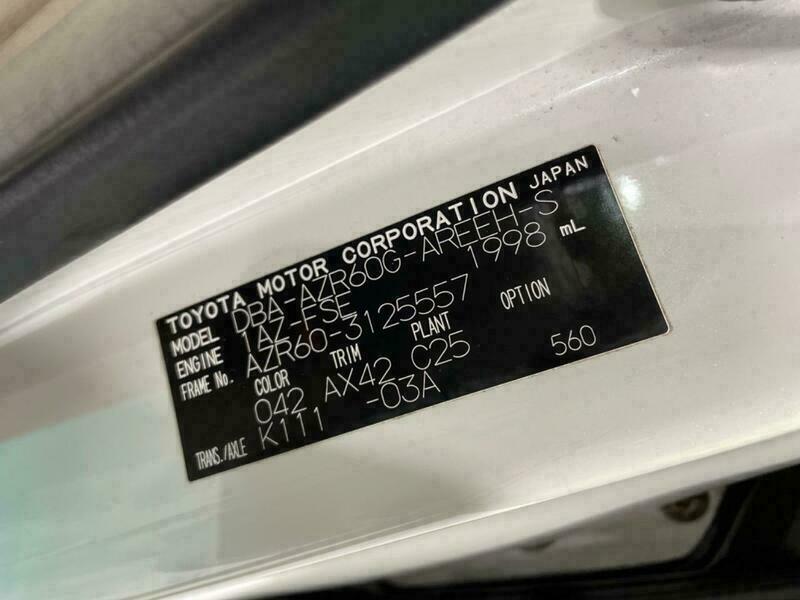 TOYOTA MOTOR CORPORATION JAPAN
MODEL DBA-AZR60G-AREEH-S
ENGINE 1AZ-FSE 1998 mL
FRAME No. AZR60-3125557
COLOR TRIM PLANT OPTION
042 AX42 C25 560
TRANS./AXLE K111 -03A